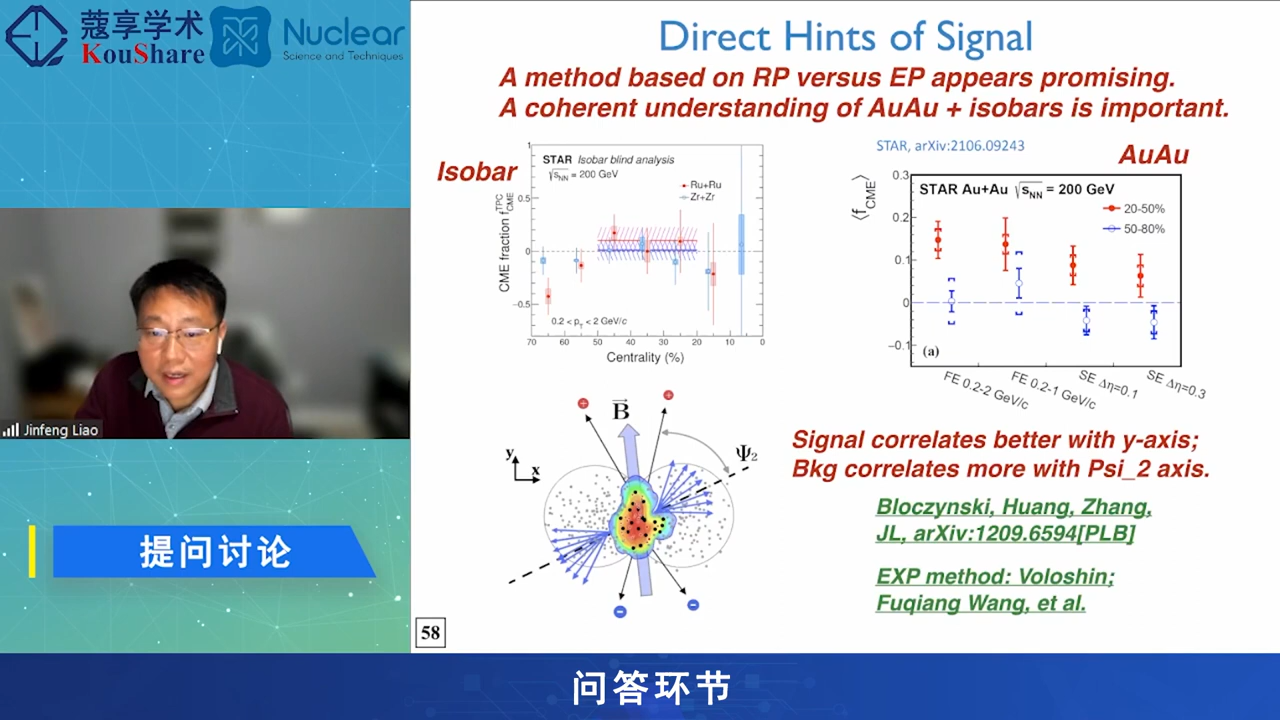 蔻享学术
KouShare
Nuclear
Science and Techniques
Jinfeng Liao
提问讨论
Direct Hints of Signal
A method based on RP versus EP appears promising.
A coherent understanding of AuAu + isobars is important.
Isobar
STAR Isobar blind analysis
√sNN = 200 GeV
Ru+Ru
Zr+Zr
CME fraction f TPC CME
1
0.5
0
−0.5
0.2 < pT < 2 GeV/c
70 60 50 40 30 20 10 0
Centrality (%)
STAR, arXiv:2106.09243
AuAu
⟨fCME⟩
STAR Au+Au √sNN = 200 GeV
20-50%
50-80%
0.3
0.2
0.1
0
-0.1
(a)
FE 0.2-2 GeV/c
FE 0.2-1 GeV/c
SE Δη=0.1
SE Δη=0.3
B
y
x
Ψ2
Signal correlates better with y-axis;
Bkg correlates more with Psi_2 axis.
Bloczynski, Huang, Zhang,
JL, arXiv:1209.6594[PLB]
EXP method: Voloshin;
Fuqiang Wang, et al.
58
问答环节